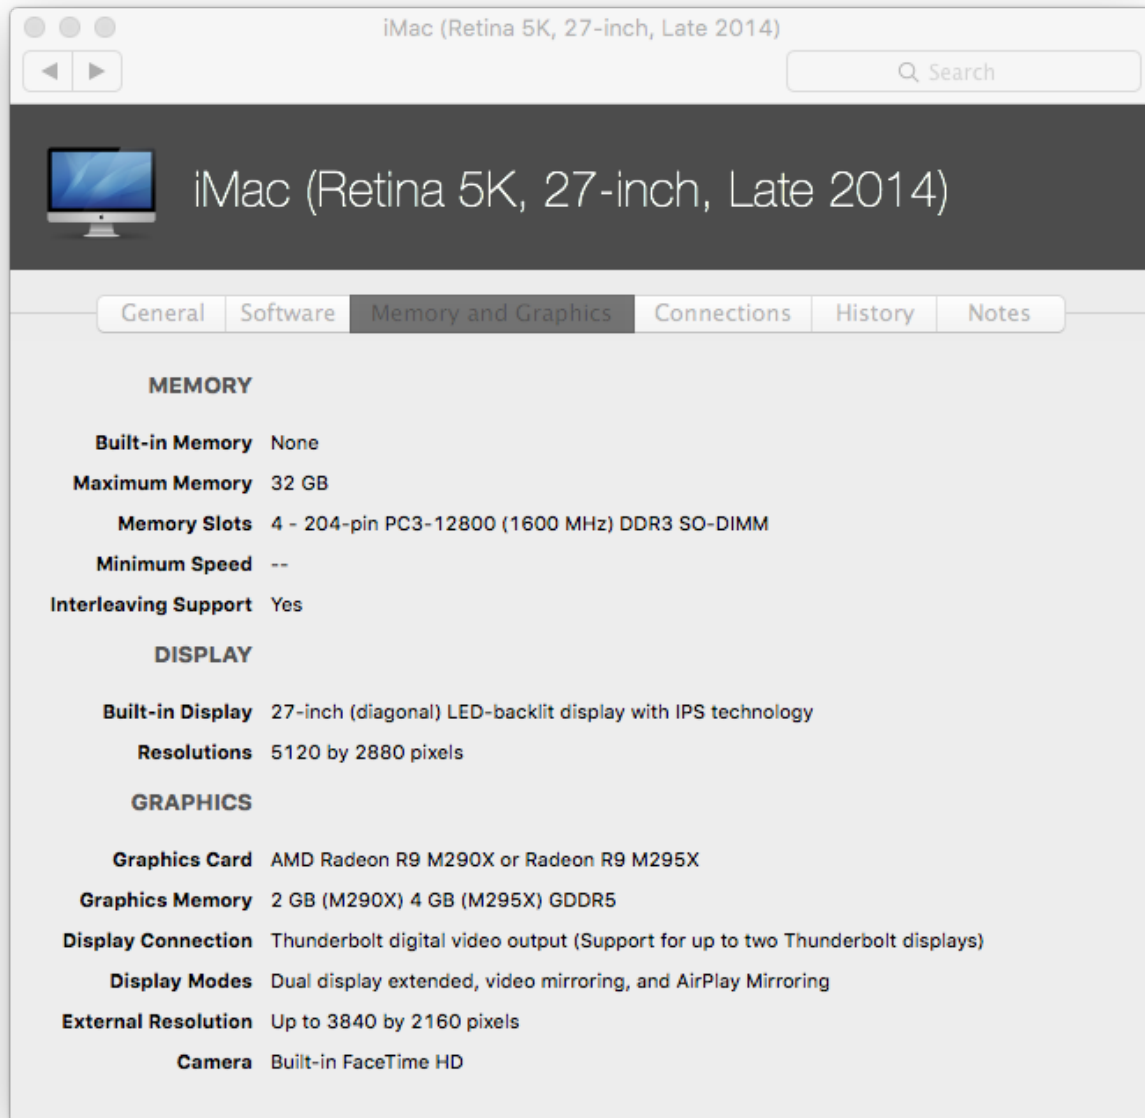 iMac (Retina 5K, 27-inch, Late 2014)
Search
iMac (Retina 5K, 27-inch, Late 2014)
General Software Memory and Graphics Connections History Notes
MEMORY
Built-in Memory None
Maximum Memory 32 GB
Memory Slots 4 - 204-pin PC3-12800 (1600 MHz) DDR3 SO-DIMM
Minimum Speed --
Interleaving Support Yes
DISPLAY
Built-in Display 27-inch (diagonal) LED-backlit display with IPS technology
Resolutions 5120 by 2880 pixels
GRAPHICS
Graphics Card AMD Radeon R9 M290X or Radeon R9 M295X
Graphics Memory 2 GB (M290X) 4 GB (M295X) GDDR5
Display Connection Thunderbolt digital video output (Support for up to two Thunderbolt displays)
Display Modes Dual display extended, video mirroring, and AirPlay Mirroring
External Resolution Up to 3840 by 2160 pixels
Camera Built-in FaceTime HD